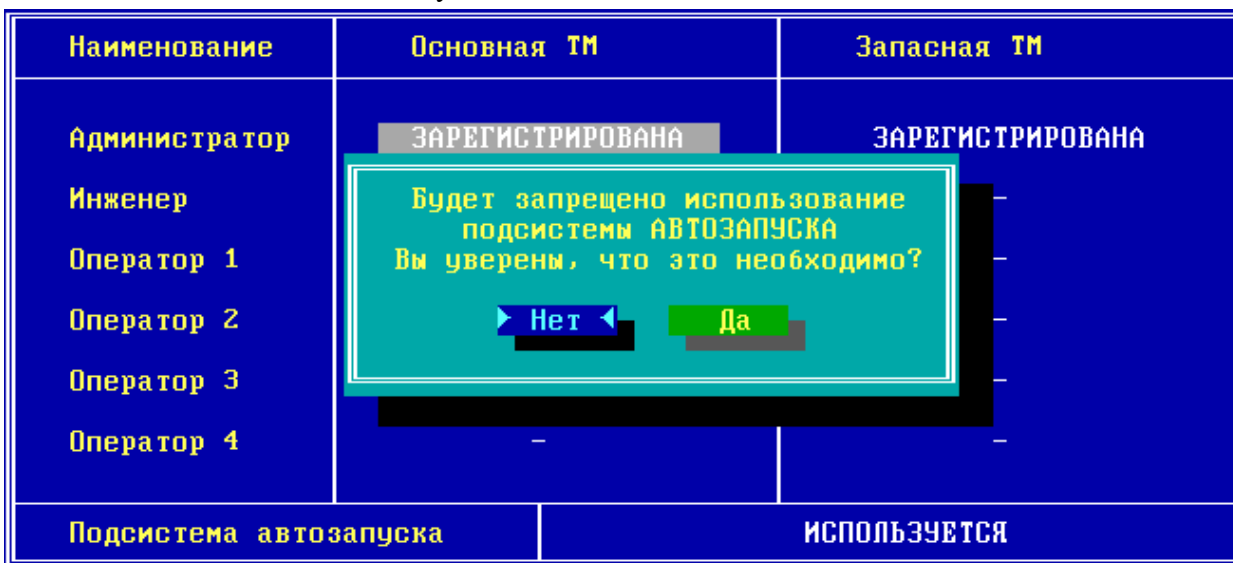 Наименование Основная ТМ Запасная ТМ
Администратор ЗАРЕГИСТРИРОВАНА ЗАРЕГИСТРИРОВАНА
Инженер –
Оператор 1 –
Оператор 2 –
Оператор 3 –
Оператор 4 – –
Будет запрещено использование
подсистемы АВТОЗАПУСКА
Вы уверены, что это необходимо?
Нет Да
Подсистема автозапуска ИСПОЛЬЗУЕТСЯ